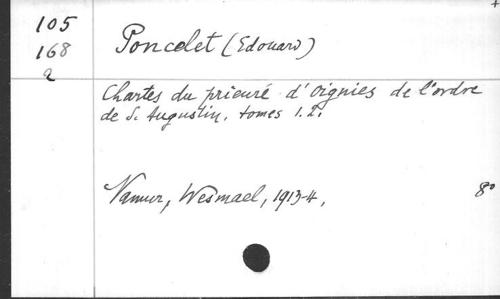 105
168
2
Poncelet (Edouard)
Chartes du prieuré d'Oignies de l'ordre
de S. Augustin. tomes 1.2.
Namur, Wesmael, 1913-4,
8°